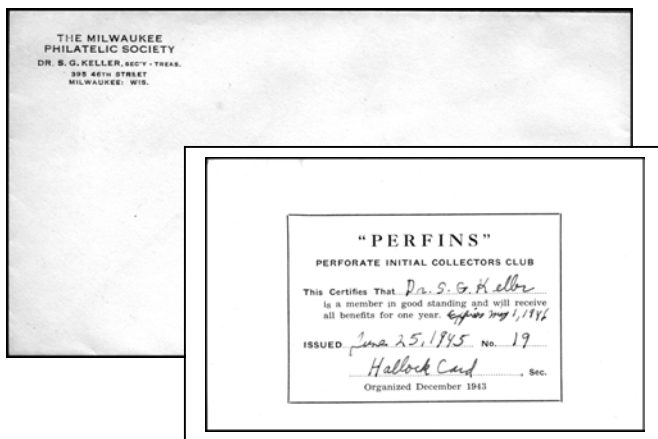 THE MILWAUKEE
PHILATELIC SOCIETY
DR. S. G. KELLER, SEC'Y - TREAS.
395 46TH STREET
MILWAUKEE: WIS.
"PERFINS"
PERFORATE INITIAL COLLECTORS CLUB
This Certifies That Dr. S. G. Keller
is a member in good standing and will receive
all benefits for one year. Expires May 1, 1946
ISSUED June 25, 1945 No. 19
Hallock Card, Sec.
Organized December 1943